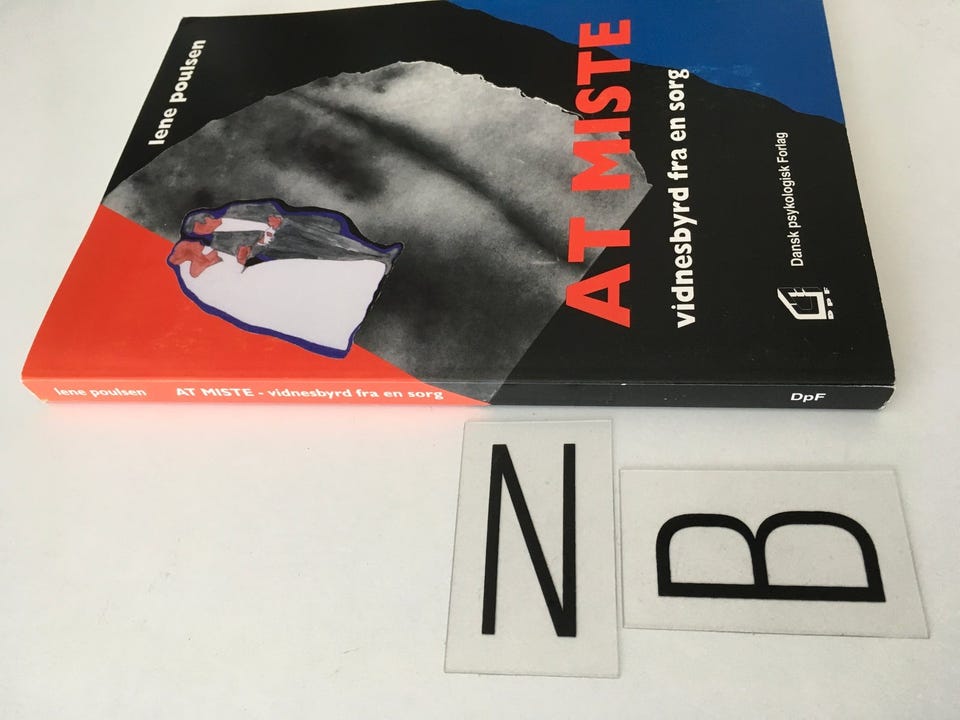 lene poulsen
AT MISTE
vidnesbyrd fra en sorg
Dansk psykologisk Forlag
DPF
lene poulsen AT MISTE - vidnesbyrd fra en sorg DpF
N
B